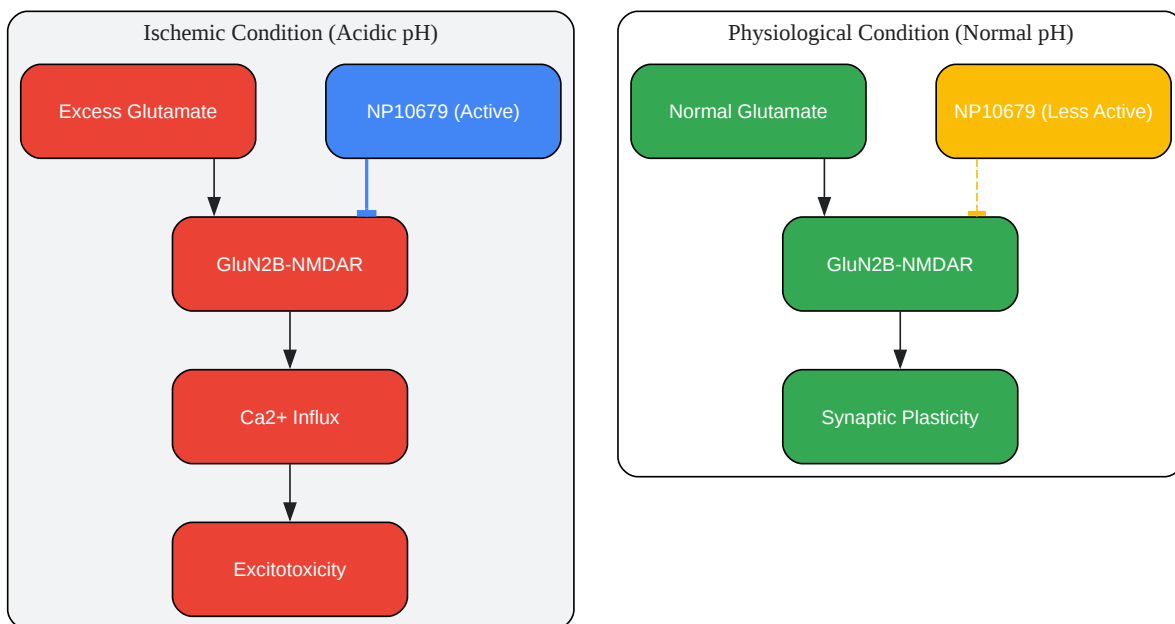 Ischemic Condition (Acidic pH)
Excess Glutamate
NP10679 (Active)
GluN2B-NMDAR
Ca2+ Influx
Excitotoxicity
Physiological Condition (Normal pH)
Normal Glutamate
NP10679 (Less Active)
GluN2B-NMDAR
Synaptic Plasticity